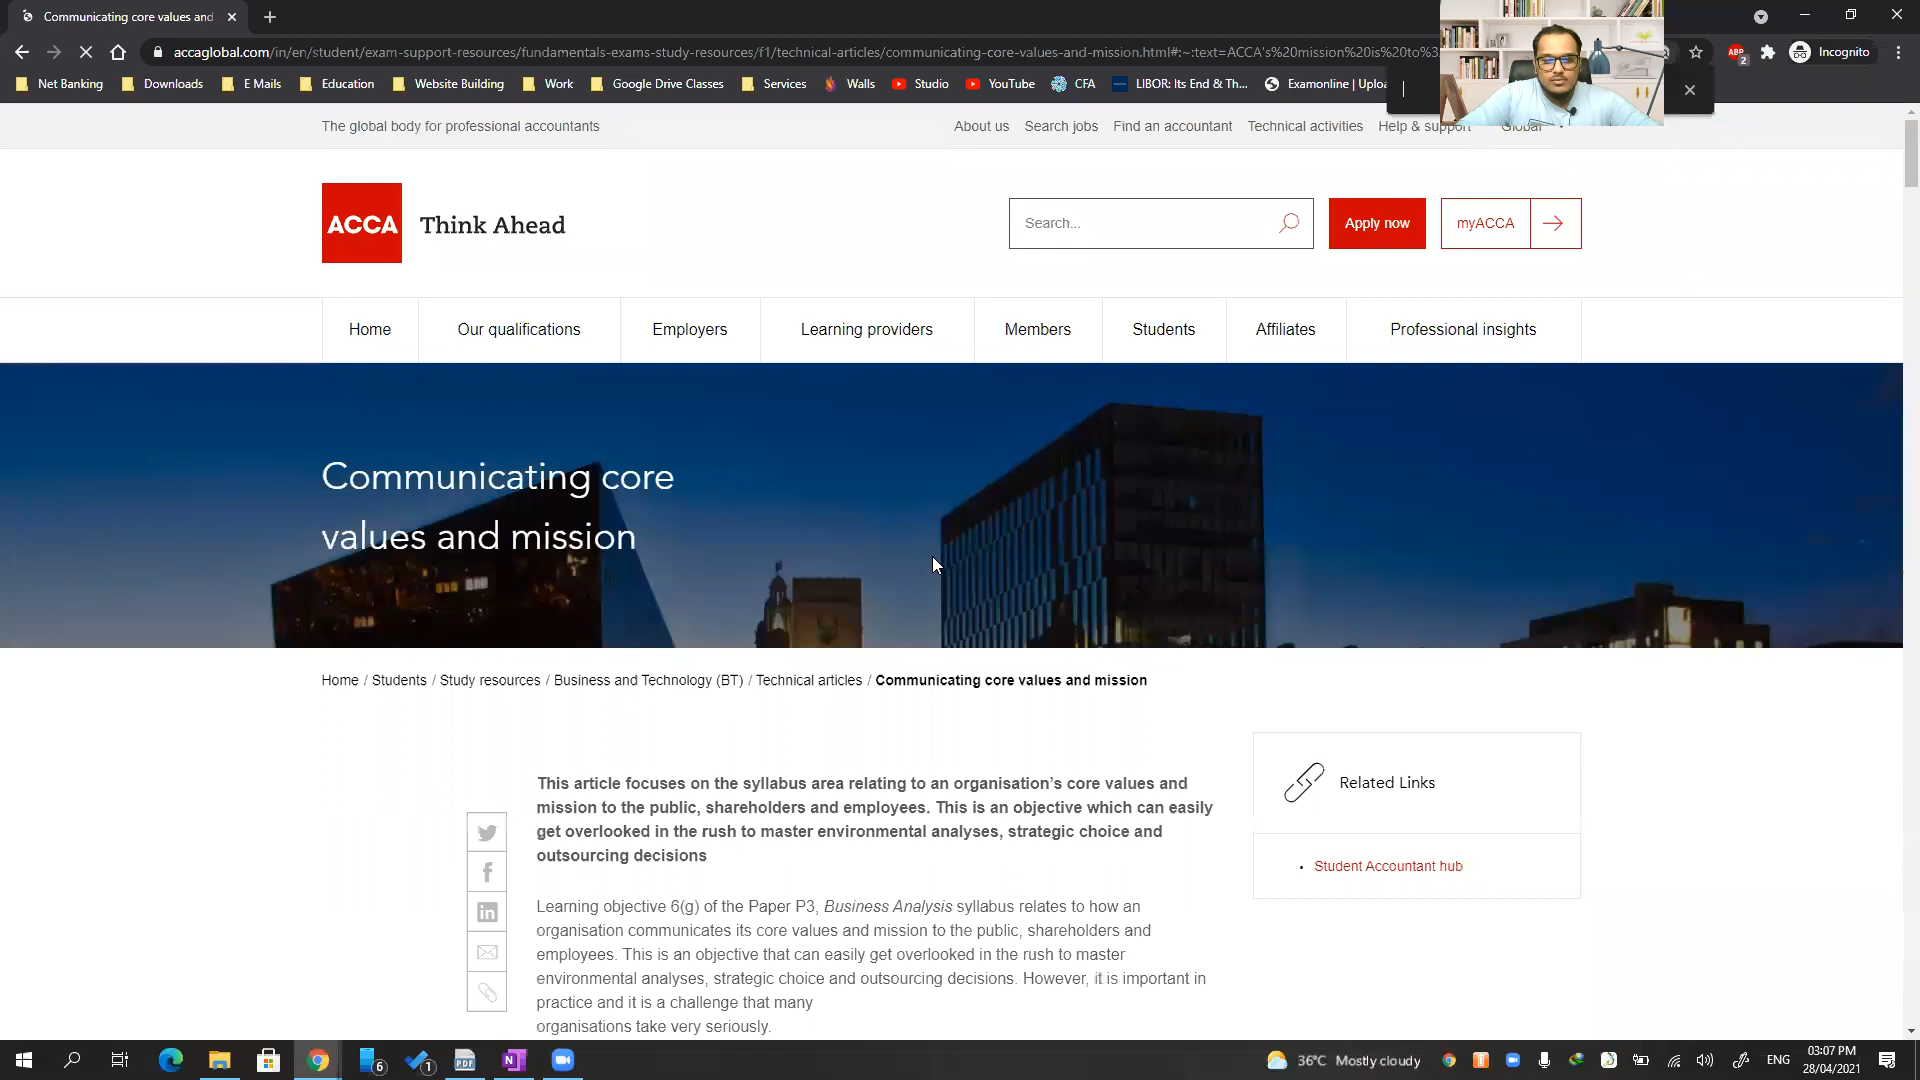 Communicating core values and
accaglobal.com/in/en/student/exam-support-resources/fundamentals-exams-study-resources/f1/technical-articles/communicating-core-values-and-mission.html#:~:text=ACCA's%20mission%20is%20to%3
ABP
2
Incognito
Net Banking
Downloads
E Mails
Education
Website Building
Work
Google Drive Classes
Services
Walls
Studio
YouTube
CFA
LIBOR: Its End & Th...
Examonline | Uploa
The global body for professional accountants
About us
Search jobs
Find an accountant
Technical activities
Help & support
Global
ACCA
Think Ahead
Search...
Apply now
myACCA
Home
Our qualifications
Employers
Learning providers
Members
Students
Affiliates
Professional insights
Communicating core
values and mission
Home / Students / Study resources / Business and Technology (BT) / Technical articles / Communicating core values and mission
This article focuses on the syllabus area relating to an organisation’s core values and
mission to the public, shareholders and employees. This is an objective which can easily
get overlooked in the rush to master environmental analyses, strategic choice and
outsourcing decisions
Related Links
Student Accountant hub
Learning objective 6(g) of the Paper P3, Business Analysis syllabus relates to how an
organisation communicates its core values and mission to the public, shareholders and
employees. This is an objective that can easily get overlooked in the rush to master
environmental analyses, strategic choice and outsourcing decisions. However, it is important in
practice and it is a challenge that many
organisations take very seriously.
6
1
PDF
N
36°C Mostly cloudy
ENG
03:07 PM
28/04/2021